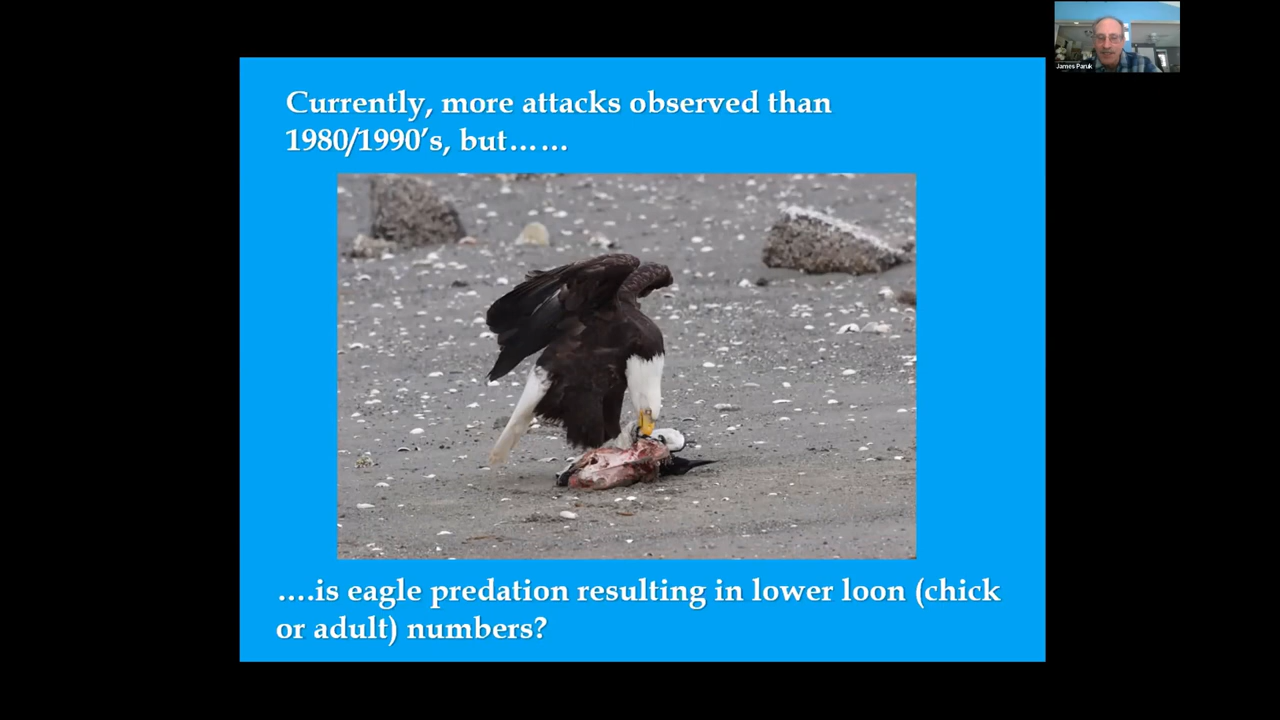 James Paruk
Currently, more attacks observed than
1980/1990’s, but……
….is eagle predation resulting in lower loon (chick
or adult) numbers?